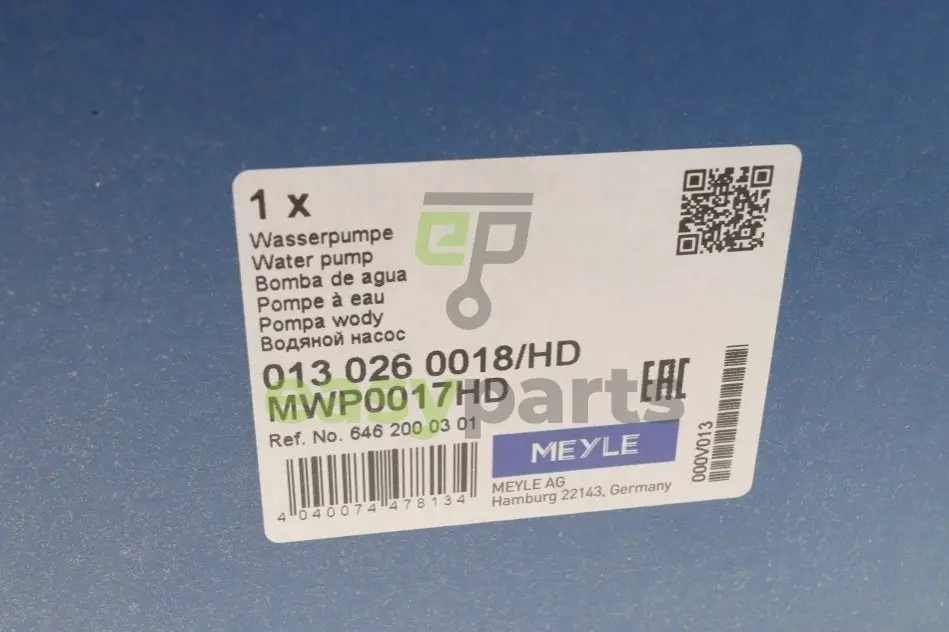 1 x
Wasserpumpe
Water pump
Bomba de agua
Pompe à eau
Pompa wody
Водяной насос
013 026 0018/HD
MWP0017HD
Ref. No. 646 200 03 01
4 040074 478134
EAC
MEYLE
MEYLE AG
Hamburg 22143, Germany
000V013
ep
easyparts